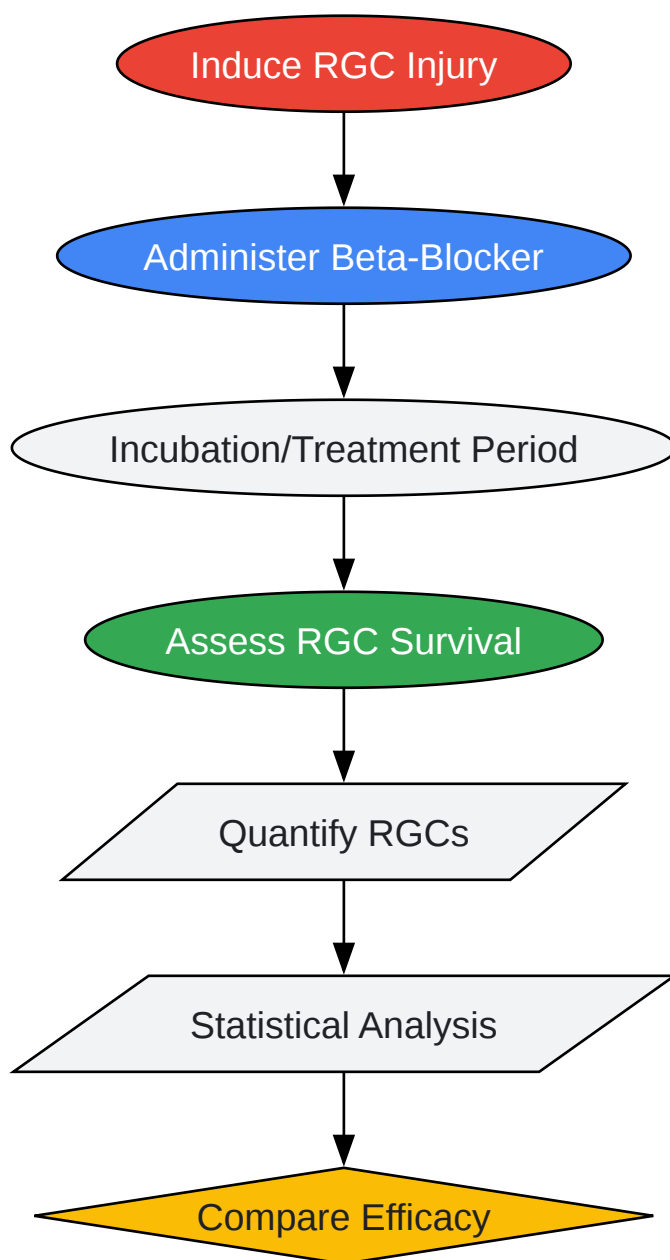 Induce RGC Injury
Administer Beta-Blocker
Incubation/Treatment Period
Assess RGC Survival
Quantify RGCs
Statistical Analysis
Compare Efficacy